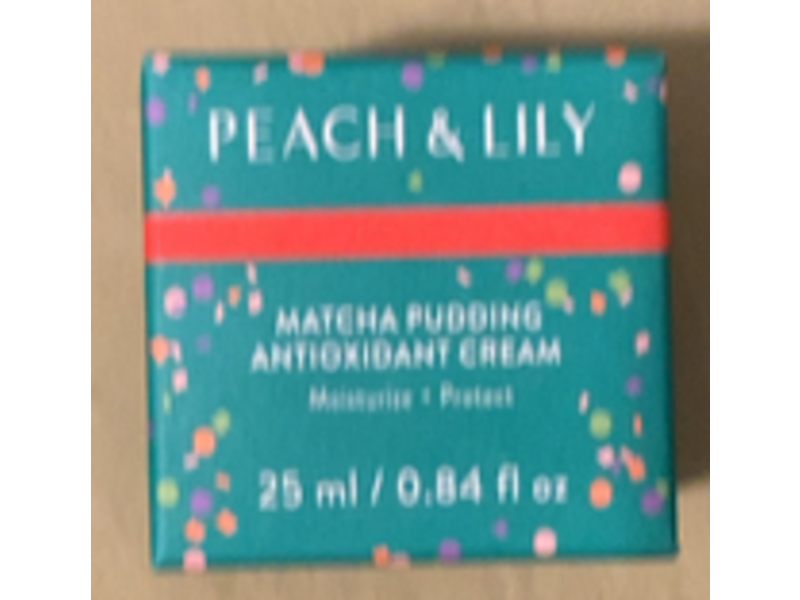 PEACH & LILY
MATCHA PUDDING
ANTIOXIDANT CREAM
Moisturize + Protect
25 ml / 0.84 fl oz